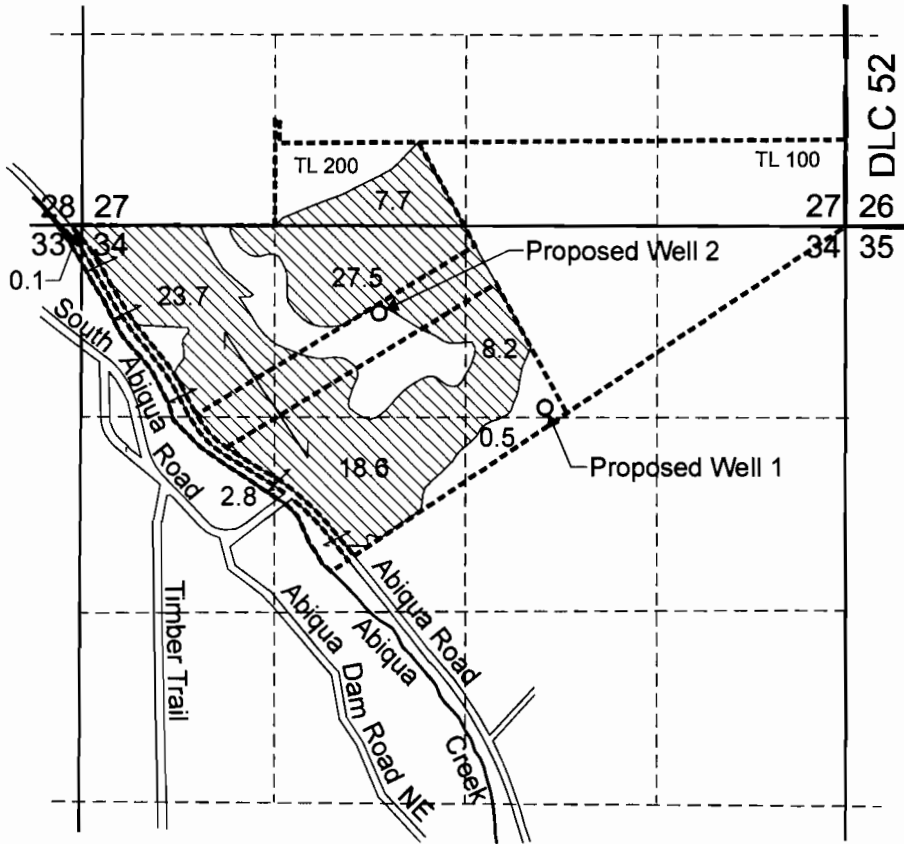 DLC 52
TL 200
TL 100
7.7
28 27
27 26
33 34
34 35
0.1
23.7
27.5
Proposed Well 2
South Abiqua Road
8.2
0.5
18.6
Proposed Well 1
2.8
Timber Trail
Abiqua Dam Road NE
Abiqua Creek
Abiqua Road